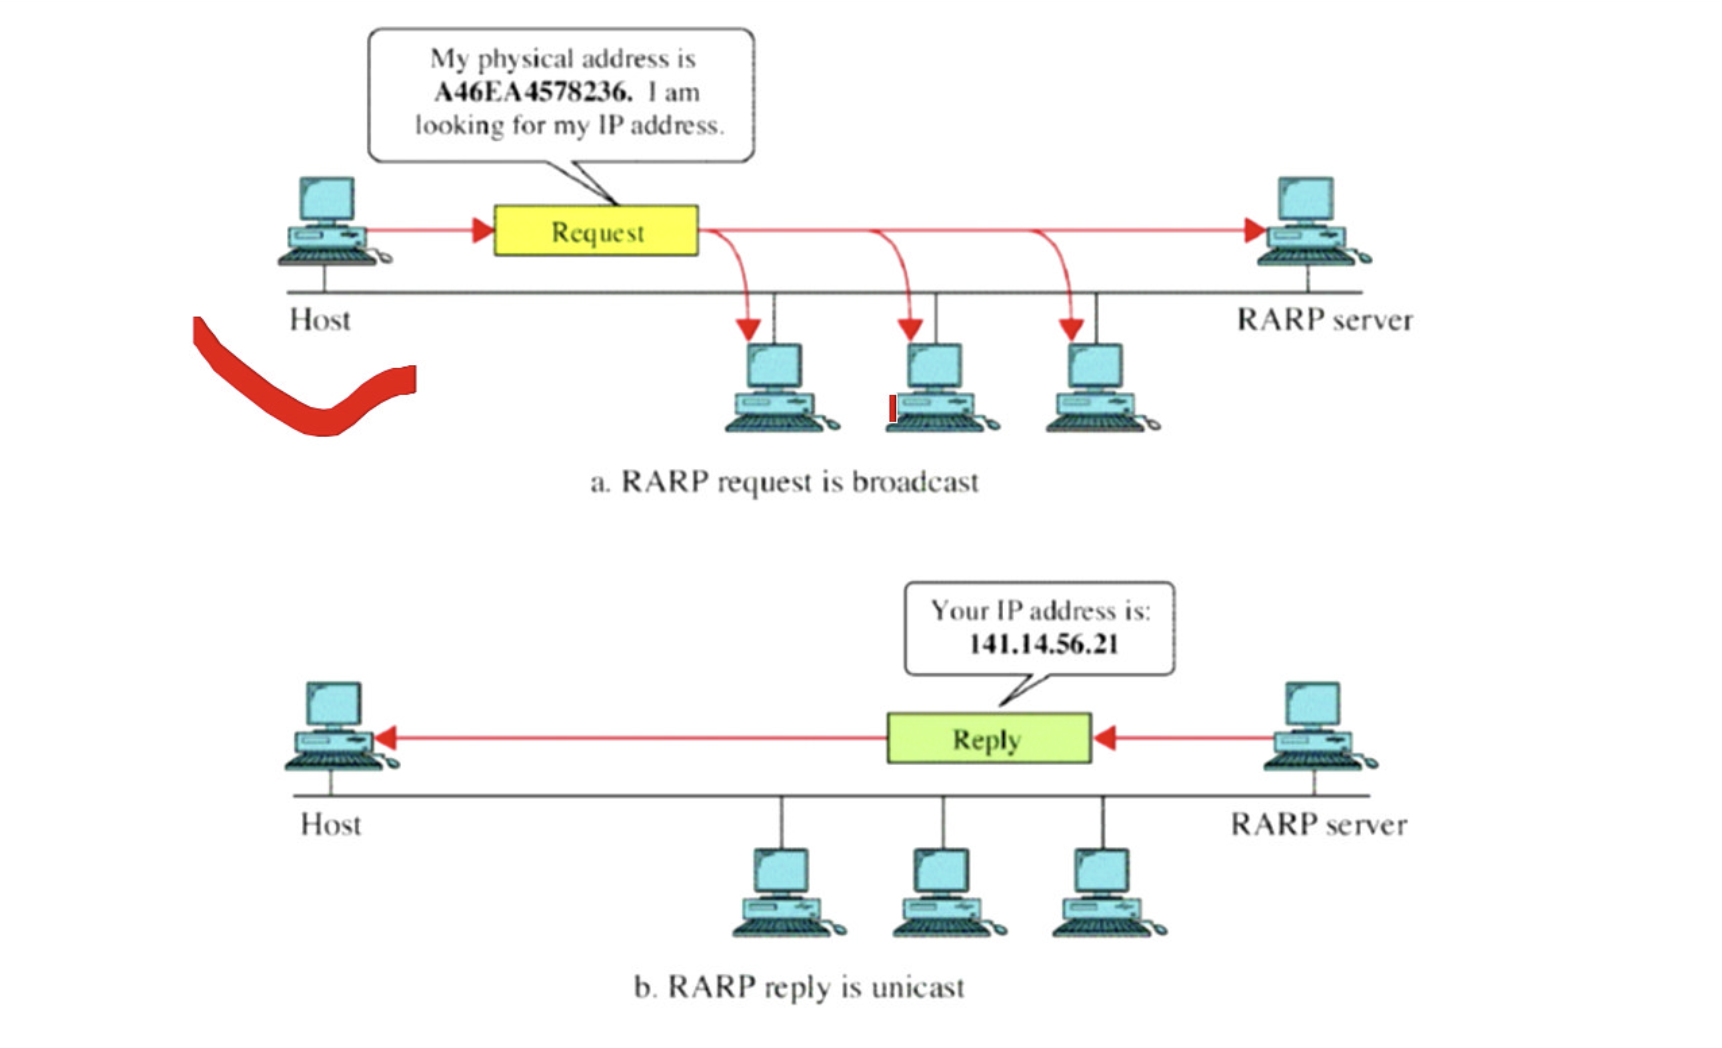 My physical address is
A46EA4578236. I am
looking for my IP address.
Request
Host
RARP server
a. RARP request is broadcast
Your IP address is:
141.14.56.21
Reply
Host
RARP server
b. RARP reply is unicast